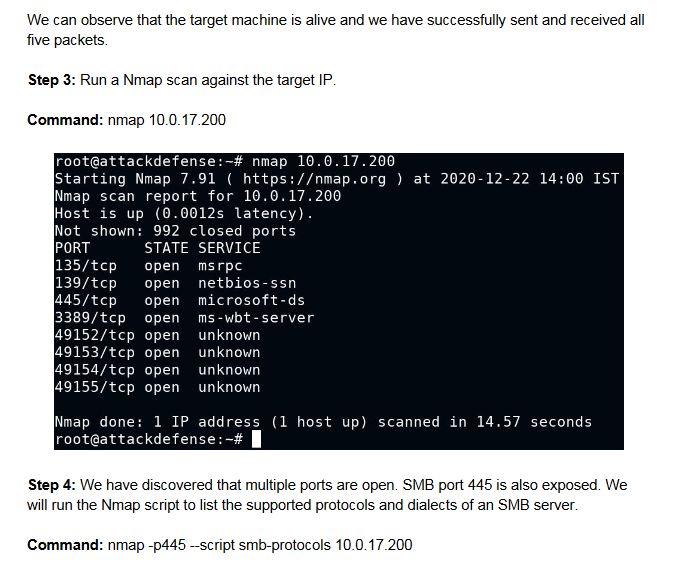 We can observe that the target machine is alive and we have successfully sent and received all
five packets.
Step 3: Run a Nmap scan against the target IP.
Command: nmap 10.0.17.200
root@attackdefense:~# nmap 10.0.17.200
Starting Nmap 7.91 ( https://nmap.org ) at 2020-12-22 14:00 IST
Nmap scan report for 10.0.17.200
Host is up (0.0012s latency).
Not shown: 992 closed ports
PORT      STATE SERVICE
135/tcp   open  msrpc
139/tcp   open  netbios-ssn
445/tcp   open  microsoft-ds
3389/tcp  open  ms-wbt-server
49152/tcp open  unknown
49153/tcp open  unknown
49154/tcp open  unknown
49155/tcp open  unknown
Nmap done: 1 IP address (1 host up) scanned in 14.57 seconds
root@attackdefense:~#
Step 4: We have discovered that multiple ports are open. SMB port 445 is also exposed. We
will run the Nmap script to list the supported protocols and dialects of an SMB server.
Command: nmap -p445 --script smb-protocols 10.0.17.200